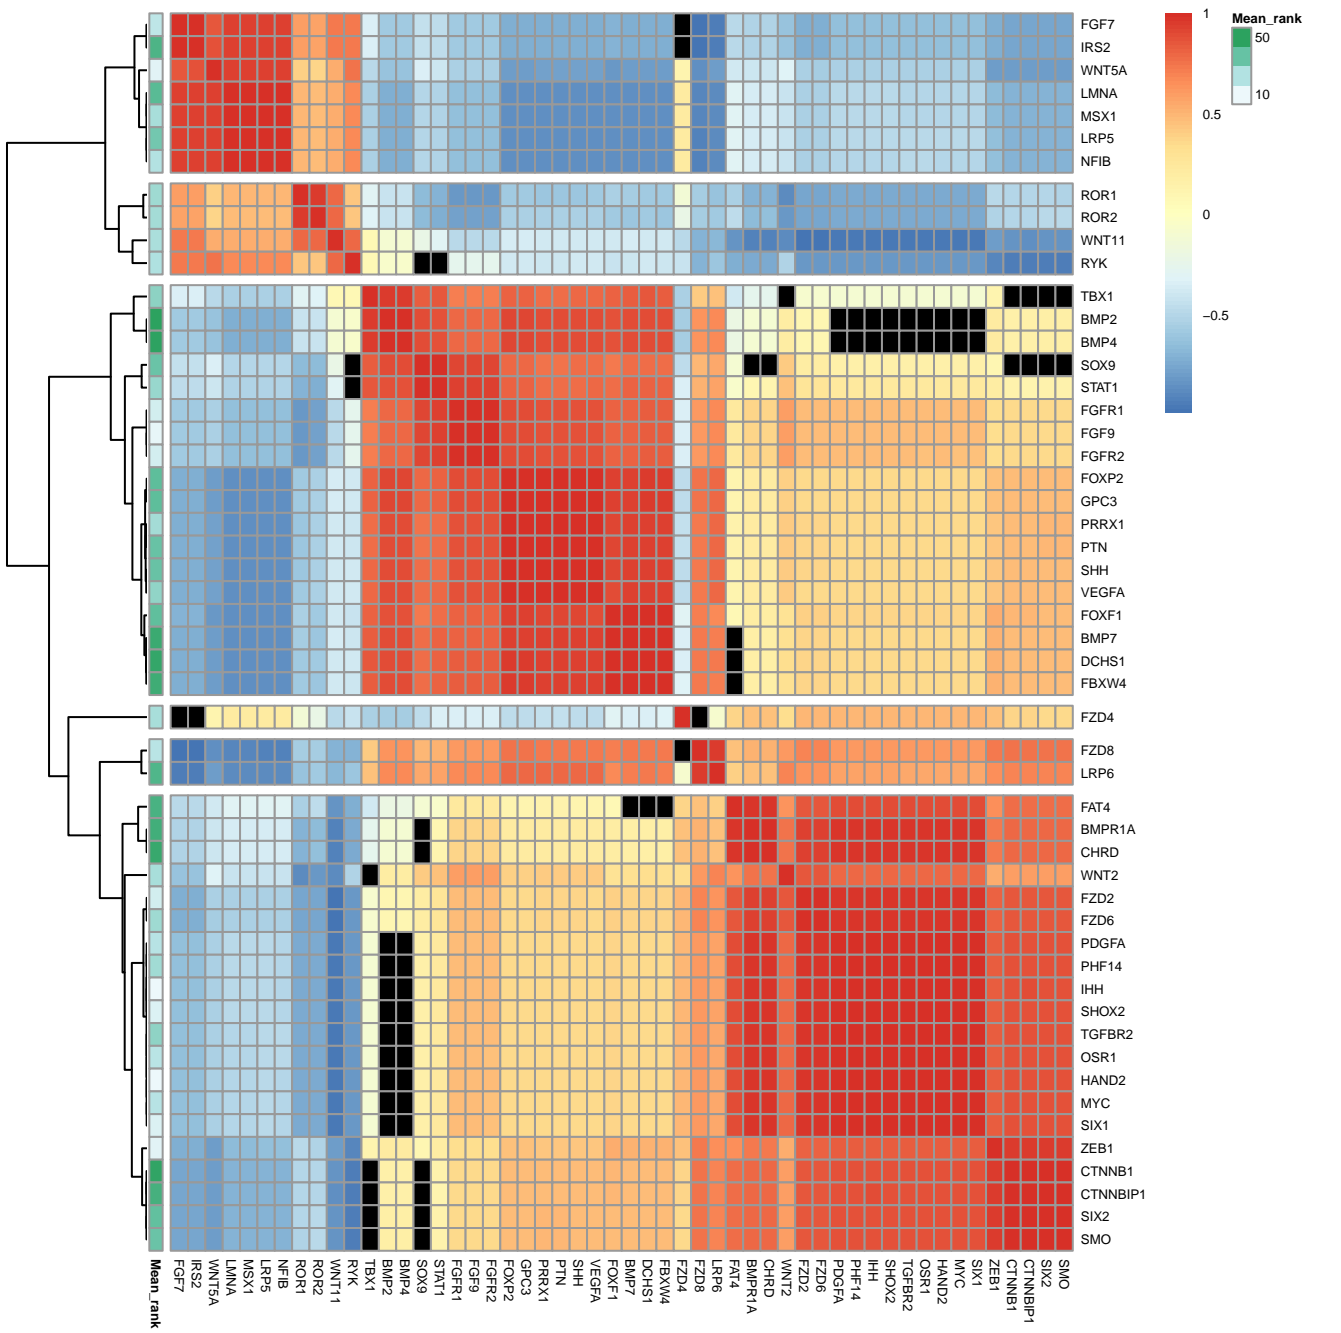 FGF7
IRS2
WNT5A
LMNA
MSX1
LRP5
NFIB
ROR1
ROR2
WNT11
RYK
TBX1
BMP2
BMP4
SOX9
STAT1
FGFR1
FGF9
FGFR2
FOXP2
GPC3
PRRX1
PTN
SHH
VEGFA
FOXF1
BMP7
DCHS1
FBXW4
FZD4
FZD8
LRP6
FAT4
BMPR1A
CHRD
WNT2
FZD2
FZD6
PDGFA
PHF14
IHH
SHOX2
TGFBR2
OSR1
HAND2
MYC
SIX1
ZEB1
CTNNB1
CTNNBIP1
SIX2
SMO
1
0.5
0
−0.5
Mean_rank
50
10
Mean_rank
FGF7
IRS2
WNT5A
LMNA
MSX1
LRP5
NFIB
ROR1
ROR2
WNT11
RYK
TBX1
BMP2
BMP4
SOX9
STAT1
FGFR1
FGF9
FGFR2
FOXP2
GPC3
PRRX1
PTN
SHH
VEGFA
FOXF1
BMP7
DCHS1
FBXW4
FZD4
FZD8
LRP6
FAT4
BMPR1A
CHRD
WNT2
FZD2
FZD6
PDGFA
PHF14
IHH
SHOX2
TGFBR2
OSR1
HAND2
MYC
SIX1
ZEB1
CTNNB1
CTNNBIP1
SIX2
SMO